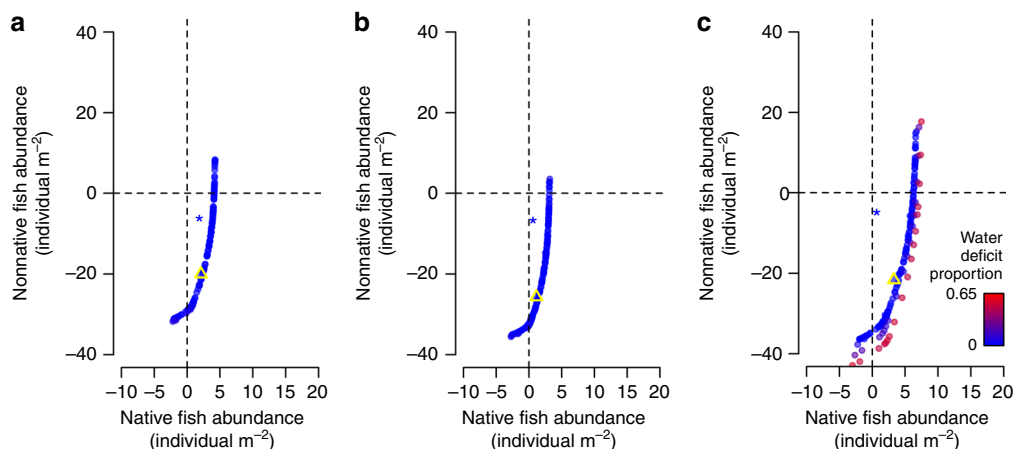 a
b
c
40
20
0
−20
−40
Nonnative fish abundance
(individual m−2)
−10 −5 0 5 10 15 20
Native fish abundance
(individual m−2)
40
20
0
−20
−40
Nonnative fish abundance
(individual m−2)
*
−10 −5 0 5 10 15 20
Native fish abundance
(individual m−2)
*
40
20
0
−20
−40
Nonnative fish abundance
(individual m−2)
*
−10 −5 0 5 10 15 20
Native fish abundance
(individual m−2)
Water
deficit
proportion
0.65
0